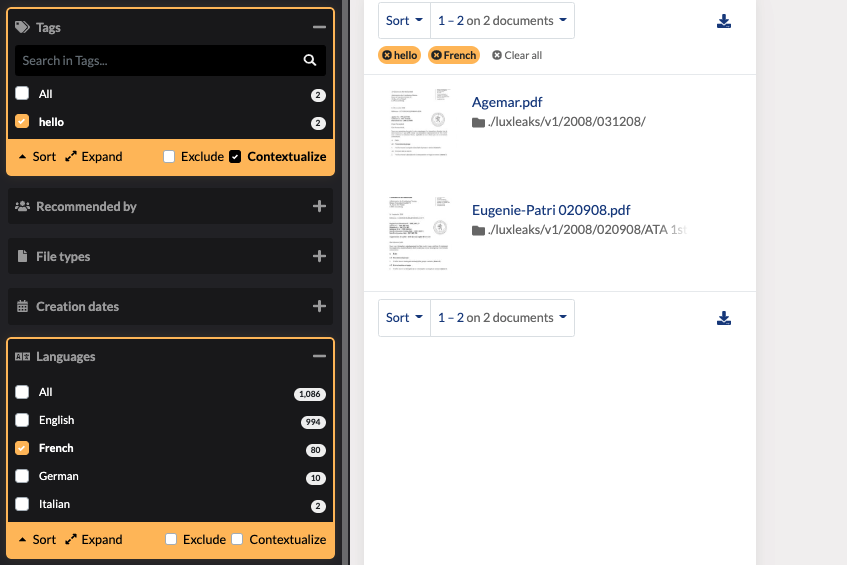 Tags
Search in Tags...
All 2
hello 2
Sort Expand Exclude Contextualize
Recommended by
File types
Creation dates
Languages
All 1,086
English 994
French 80
German 10
Italian 2
Sort Expand Exclude Contextualize
Sort 1 – 2 on 2 documents
hello French Clear all
Agemar.pdf
./luxleaks/v1/2008/031208/
Eugenie-Patri 020908.pdf
./luxleaks/v1/2008/020908/ATA 1st
Sort 1 – 2 on 2 documents